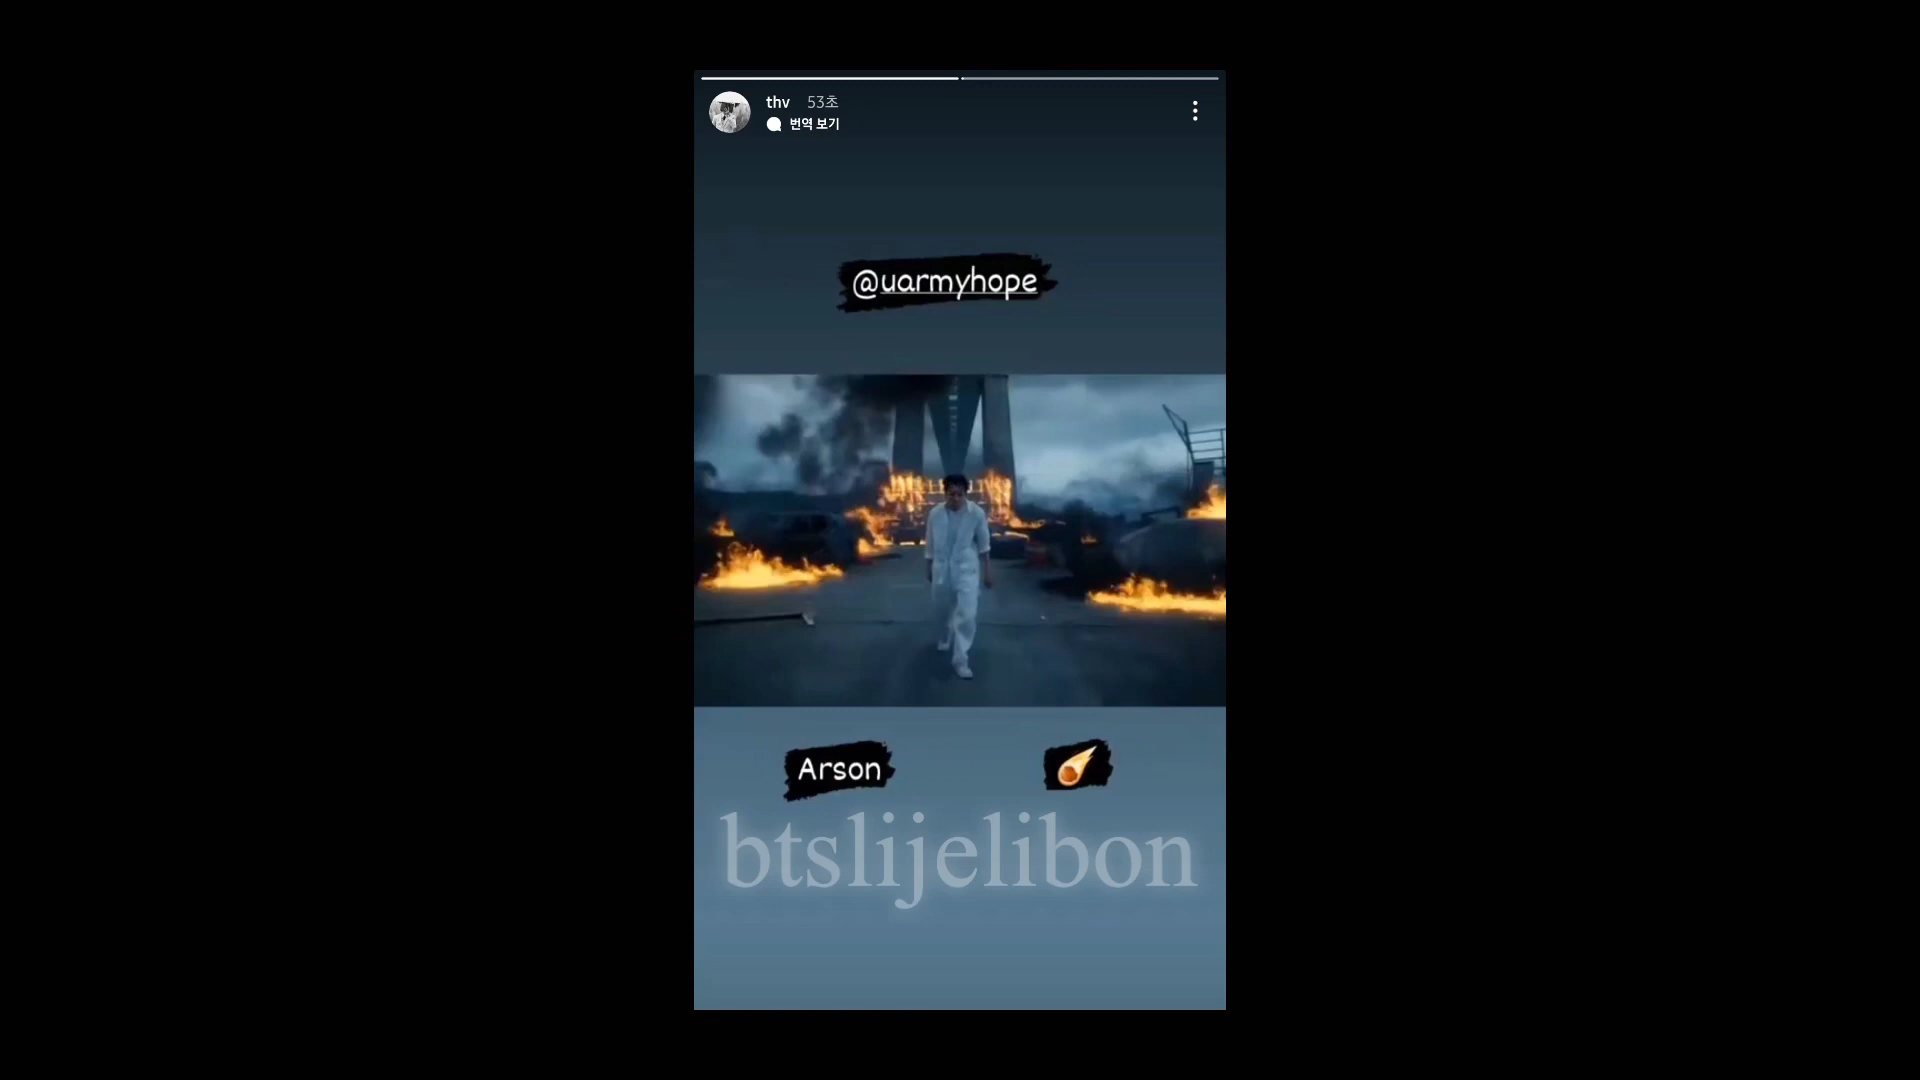 thv 53초
번역 보기
@uarmyhope
Arson
btslijelibon